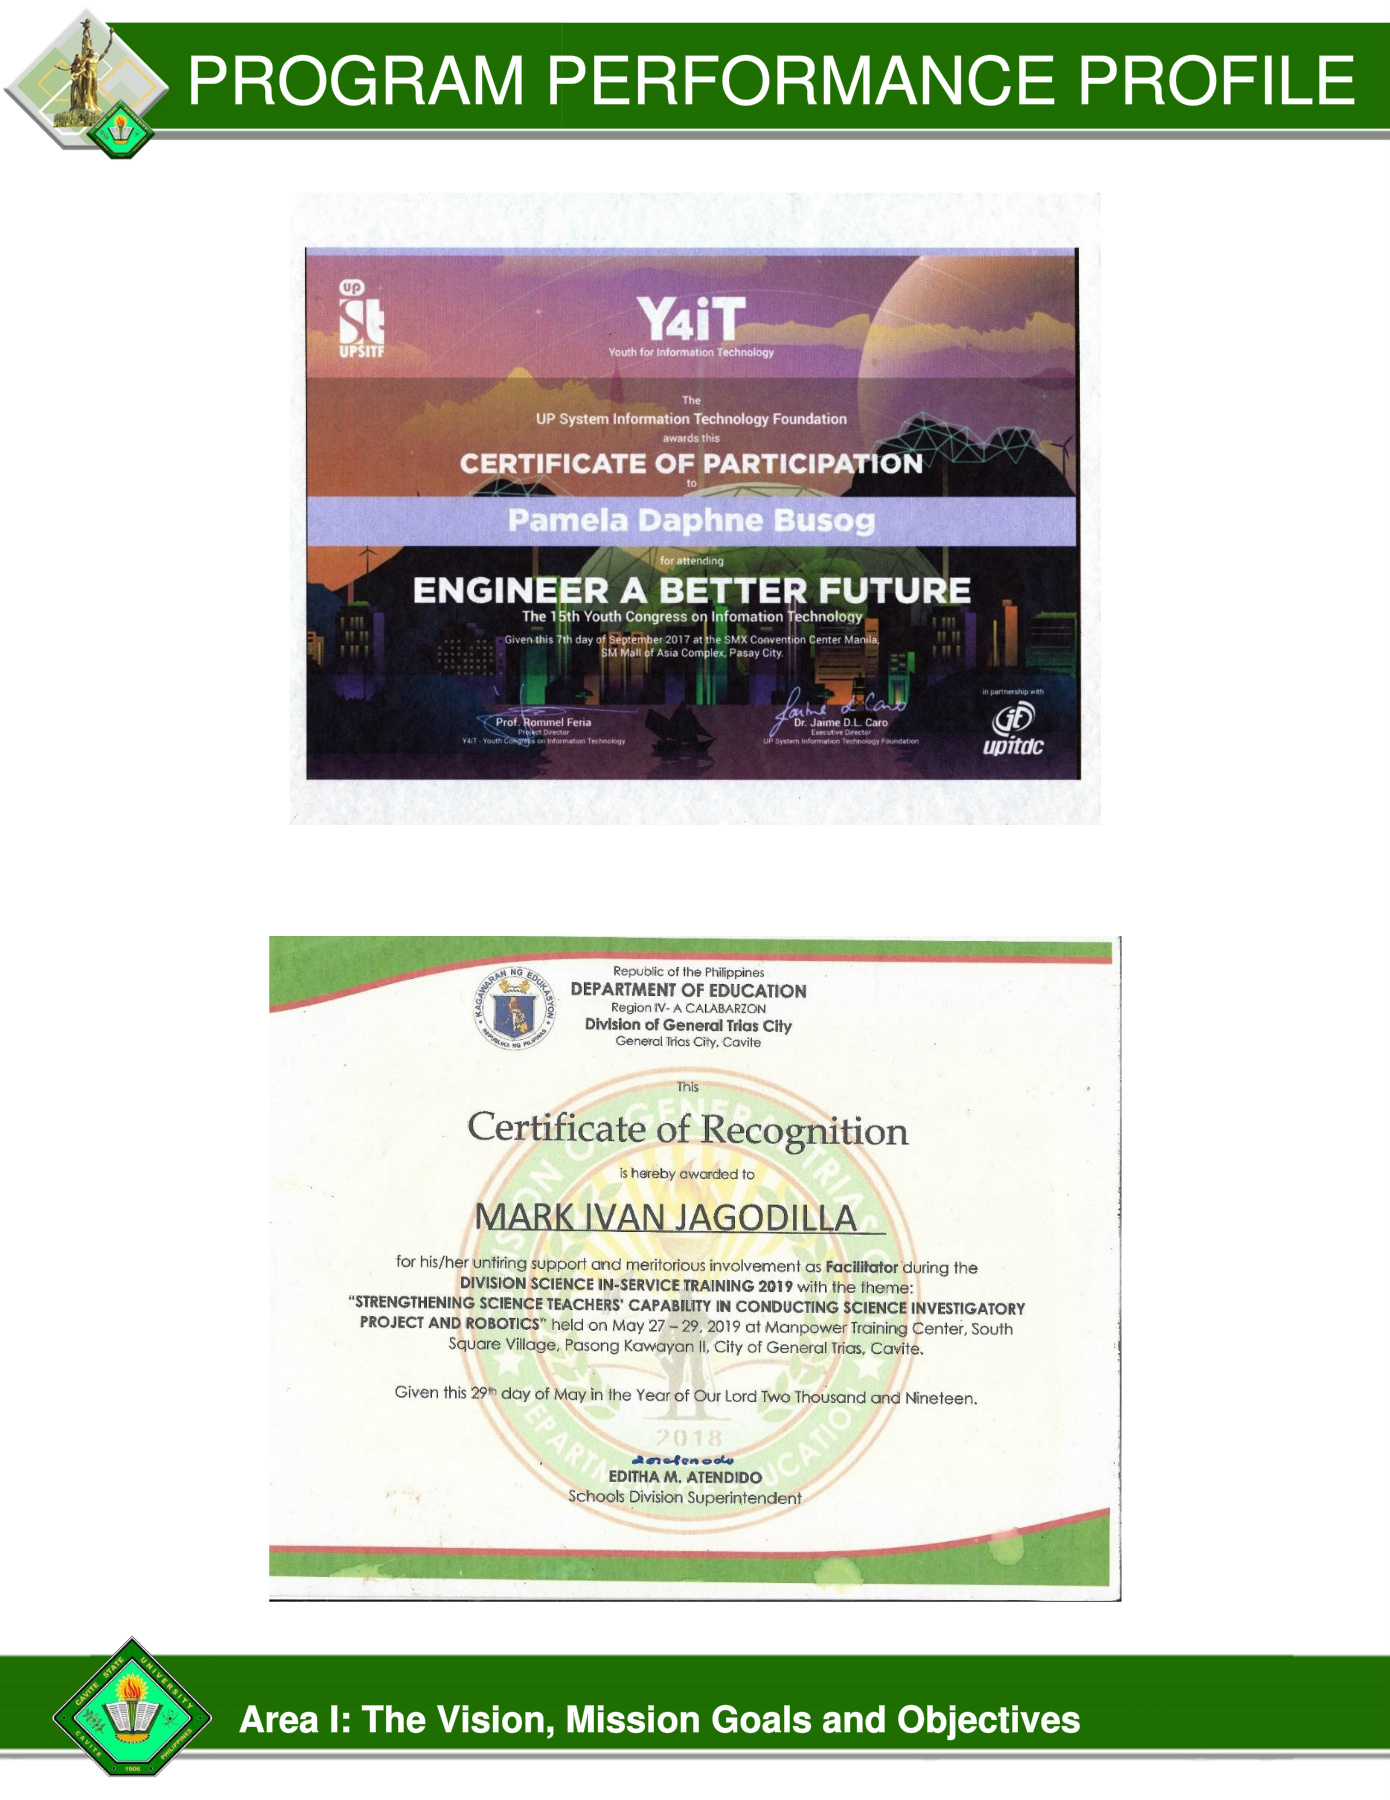 PROGRAM PERFORMANCE PROFILE
up
St
UPSITF
Y4iT
Youth for Information Technology
The
UP System Information Technology Foundation
awards this
CERTIFICATE OF PARTICIPATION
to
Pamela Daphne Busog
for attending
ENGINEER A BETTER FUTURE
The 15th Youth Congress on Infomation Technology
Given this 7th day of September 2017 at the SMX Convention Center Manila,
SM Mall of Asia Complex, Pasay City.
Prof. Rommel Feria
Project Director
Y4iT - Youth Congress on Information Technology
Dr. Jaime D.L. Caro
Executive Director
UP System Information Technology Foundation
in partnership with
upitdc
KAGAWARAN NG EDUKASYON
REPUBLIKA NG PILIPINAS
Republic of the Philippines
DEPARTMENT OF EDUCATION
Region IV- A CALABARZON
Division of General Trias City
General Trias City, Cavite
This
Certificate of Recognition
is hereby awarded to
MARK IVAN JAGODILLA
for his/her untiring support and meritorious involvement as Facilitator during the
DIVISION SCIENCE IN-SERVICE TRAINING 2019 with the theme:
"STRENGTHENING SCIENCE TEACHERS' CAPABILITY IN CONDUCTING SCIENCE INVESTIGATORY
PROJECT AND ROBOTICS" held on May 27 – 29, 2019 at Manpower Training Center, South
Square Village, Pasong Kawayan II, City of General Trias, Cavite.
Given this 29th day of May in the Year of Our Lord Two Thousand and Nineteen.
2018
EDITHA M. ATENDIDO
Schools Division Superintendent
CAVITE STATE UNIVERSITY
CAVITE PHILIPPINES
1906
Area I: The Vision, Mission Goals and Objectives